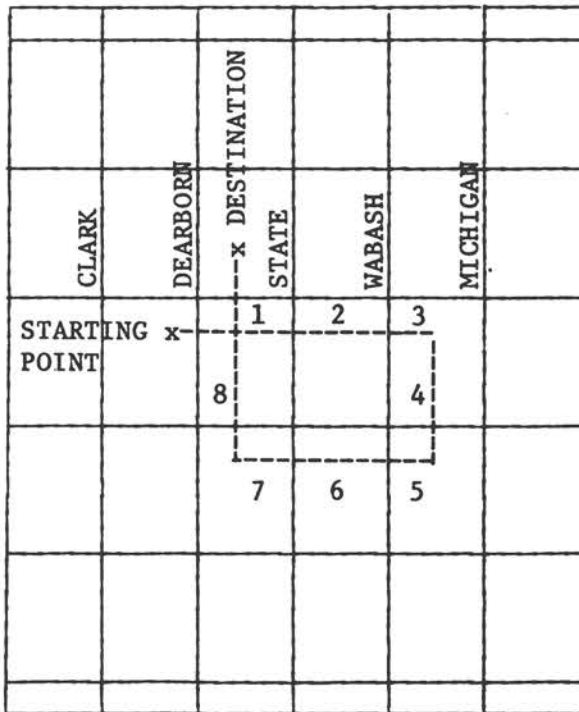 CLARK
DEARBORN
x DESTINATION
STATE
WABASH
MICHIGAN
STARTING x
POINT
1 2 3
8 4
7 6 5